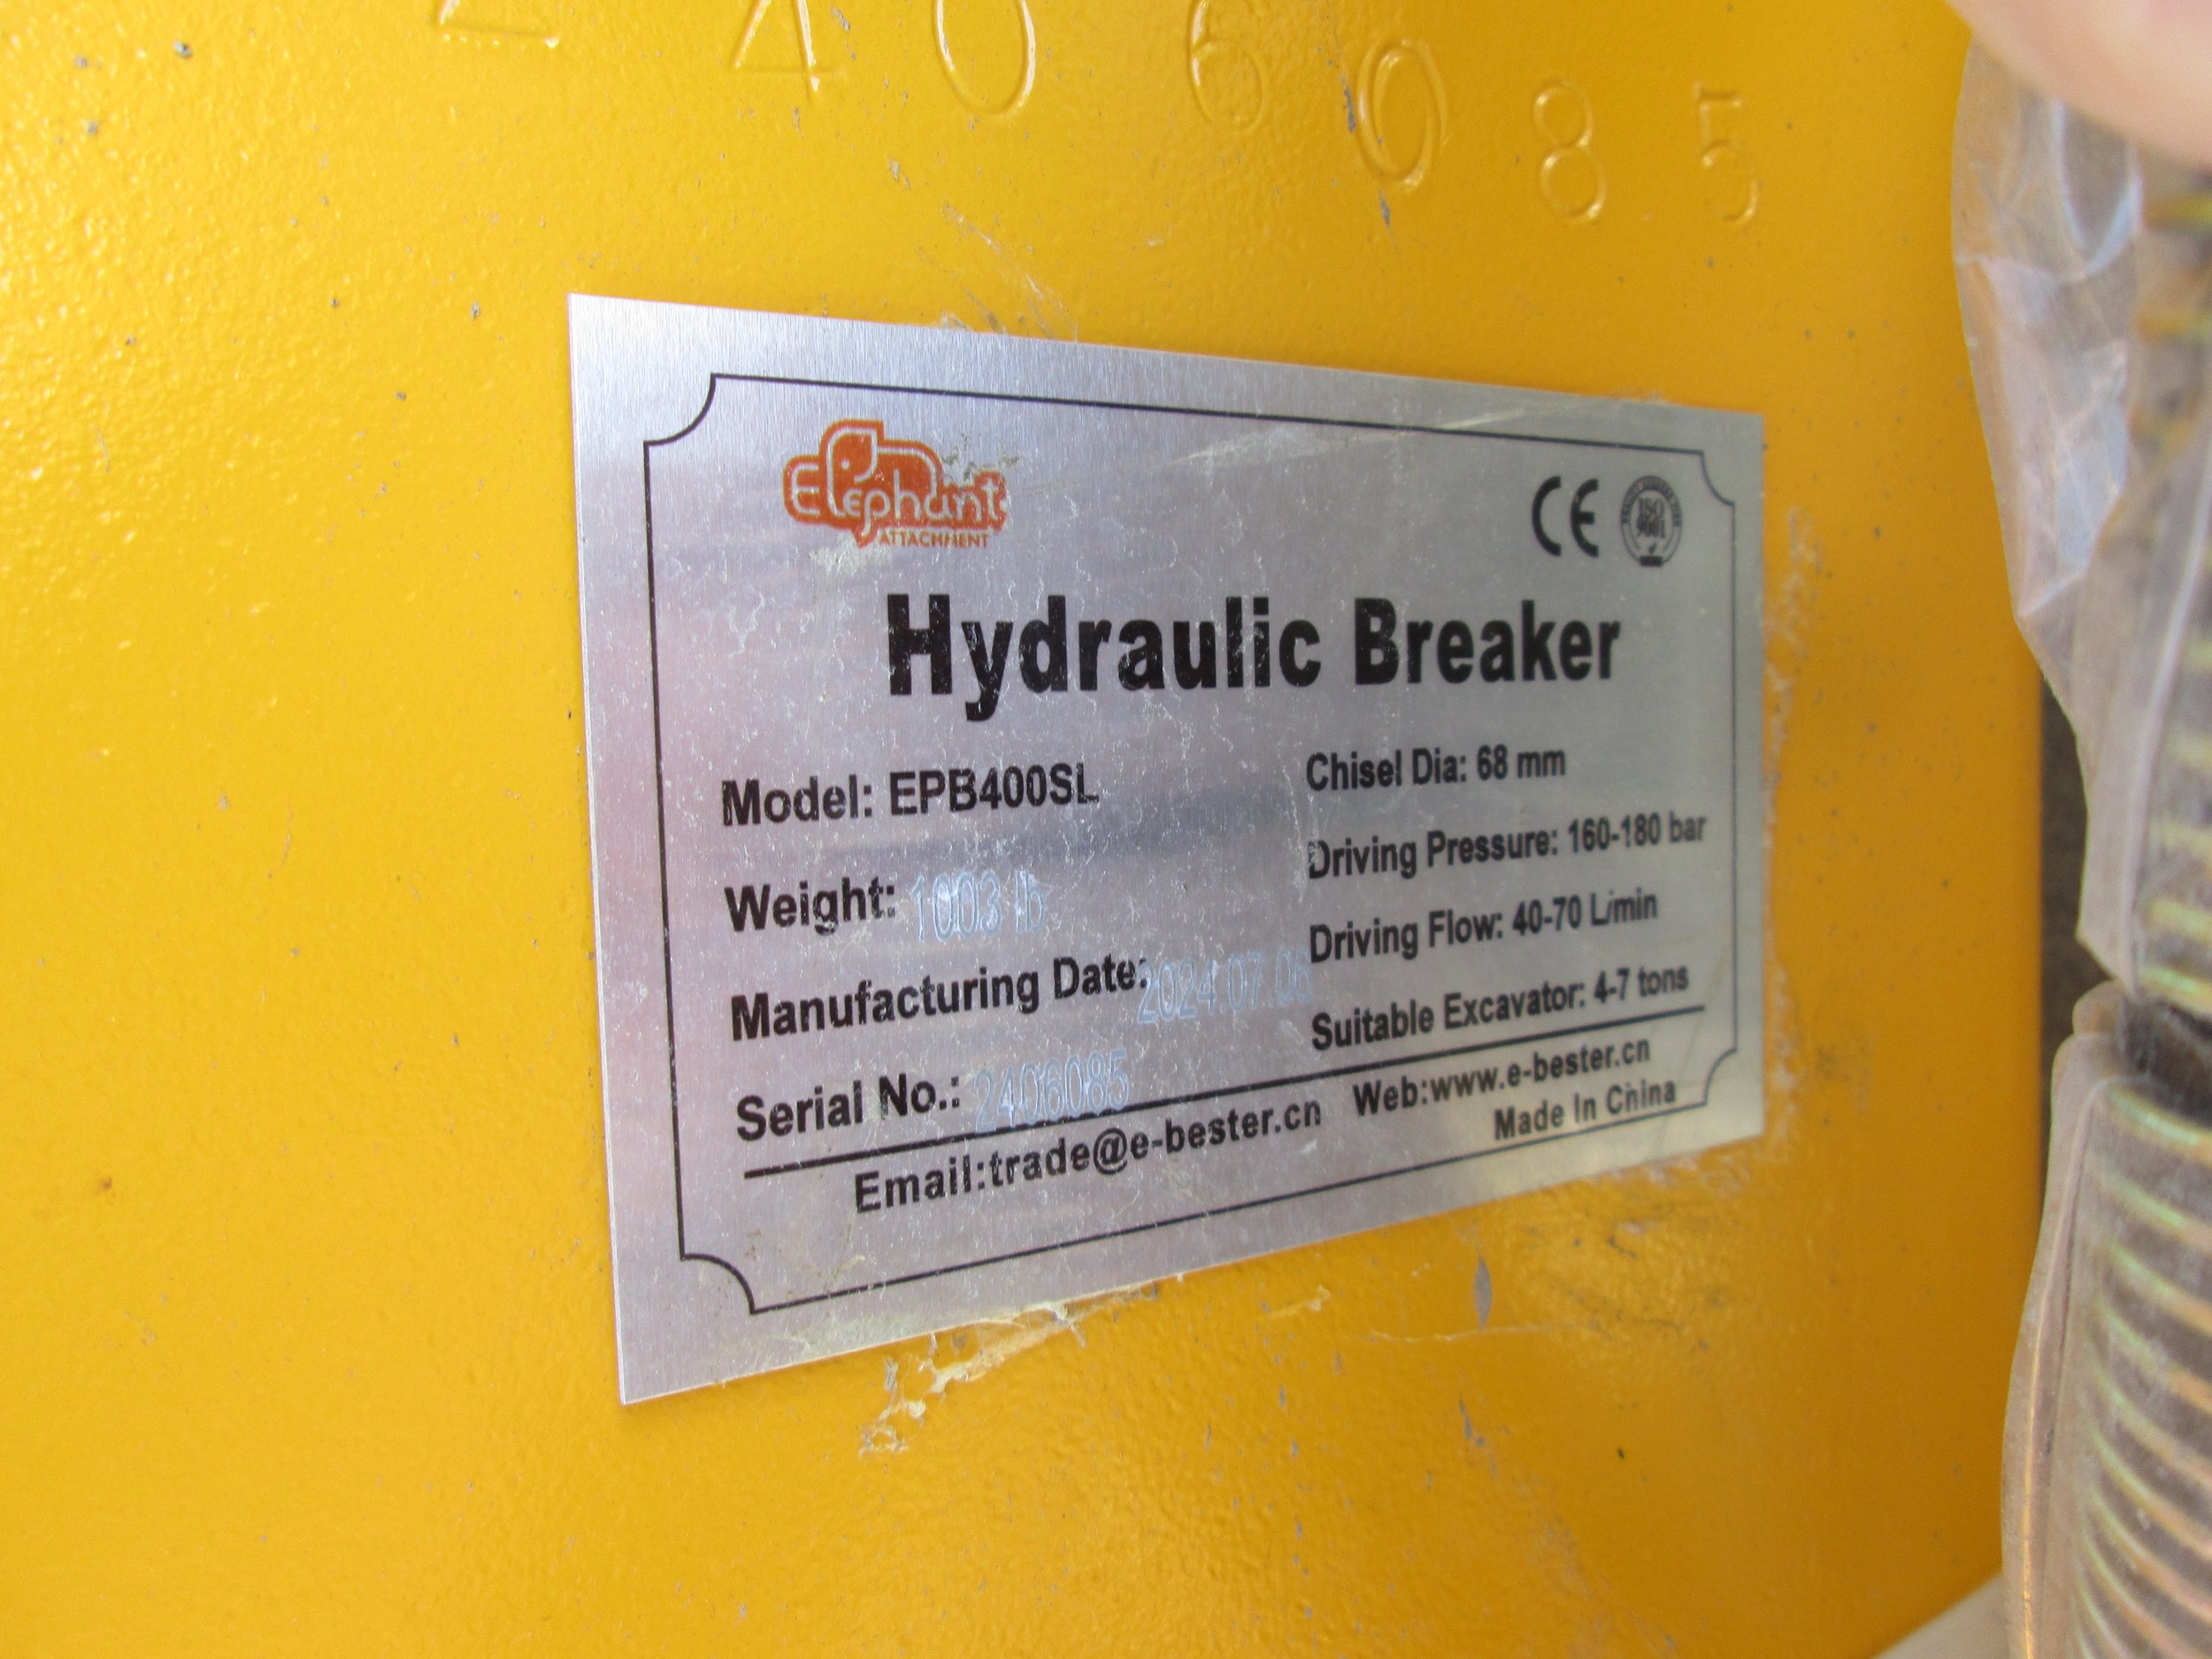 2406085
Elephant
ATTACHMENT
CE
ISO
9001
Hydraulic Breaker
Model: EPB400SL
Weight: 1003 lb
Manufacturing Date: 2024.07.06
Serial No.: 2406085
Chisel Dia: 68 mm
Driving Pressure: 160-180 bar
Driving Flow: 40-70 L/min
Suitable Excavator: 4-7 tons
Email:trade@e-bester.cn Web:www.e-bester.cn
Made In China